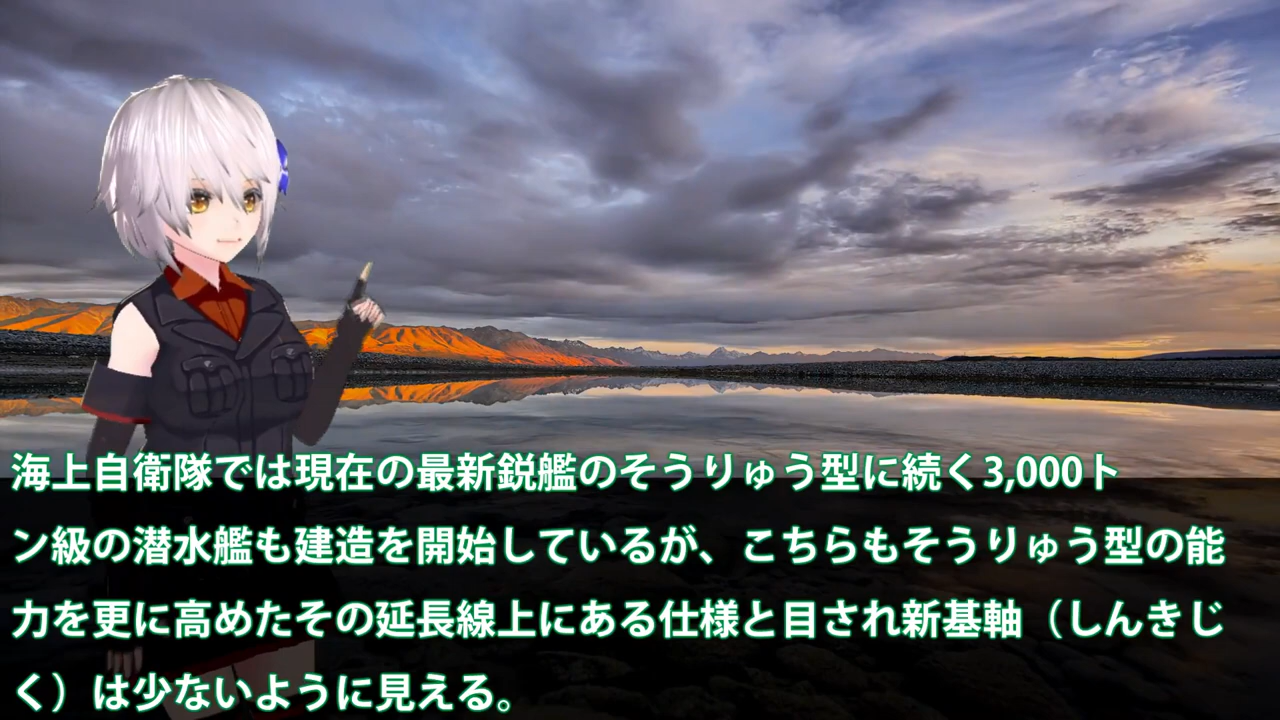 海上自衛隊では現在の最新鋭艦のそうりゅう型に続く3,000ト
ン級の潜水艦も建造を開始しているが、こちらもそうりゅう型の能
力を更に高めたその延長線上にある仕様と目され新基軸（しんきじ
く）は少ないように見える。